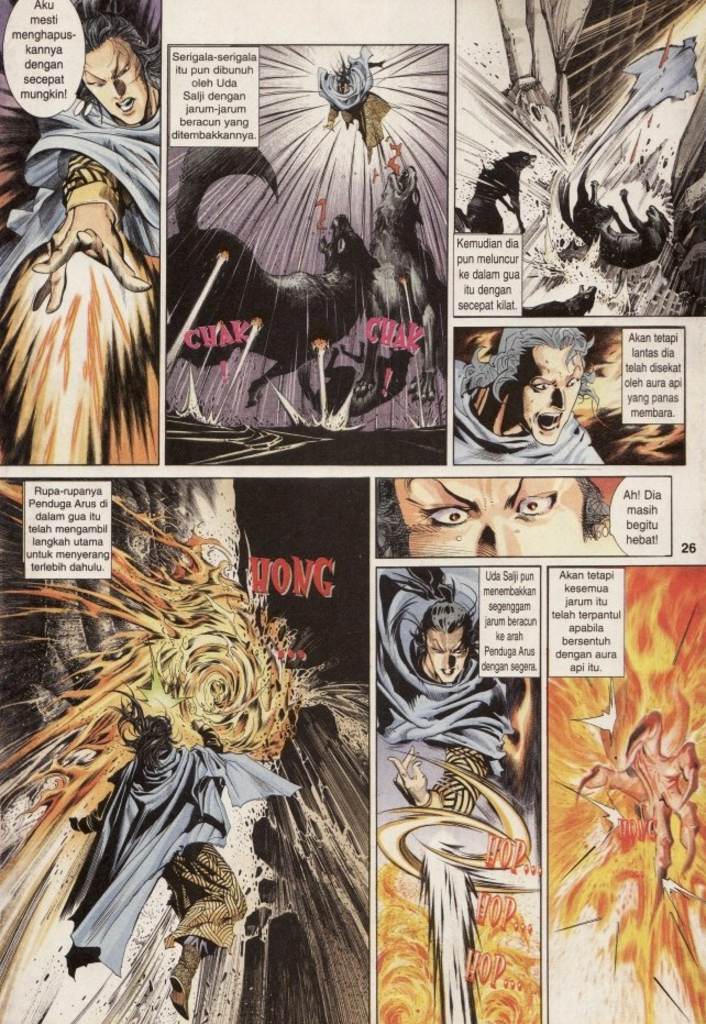 Aku
mesti
menghapus-
kannya
dengan
secepat
mungkin!
Serigala-serigala
itu pun dibunuh
oleh Uda
Salji dengan
jarum-jarum
beracun yang
ditembakkannya.
CHAK
!
CHAK
!
Kemudian dia
pun meluncur
ke dalam gua
itu dengan
secepat kilat.
Akan tetapi
lantas dia
telah disekat
oleh aura api
yang panas
membara.
Rupa-rupanya
Penduga Arus di
dalam gua itu
telah mengambil
langkah utama
untuk menyerang
terlebih dahulu.
HONG
...
Ah! Dia
masih
begitu
hebat!
26
Uda Salji pun
menembakkan
segenggam
jarum beracun
ke arah
Penduga Arus
dengan segera.
HOP...
HOP...
HOP...
Akan tetapi
kesemua
jarum itu
telah terpantul
apabila
bersentuh
dengan aura
api itu.